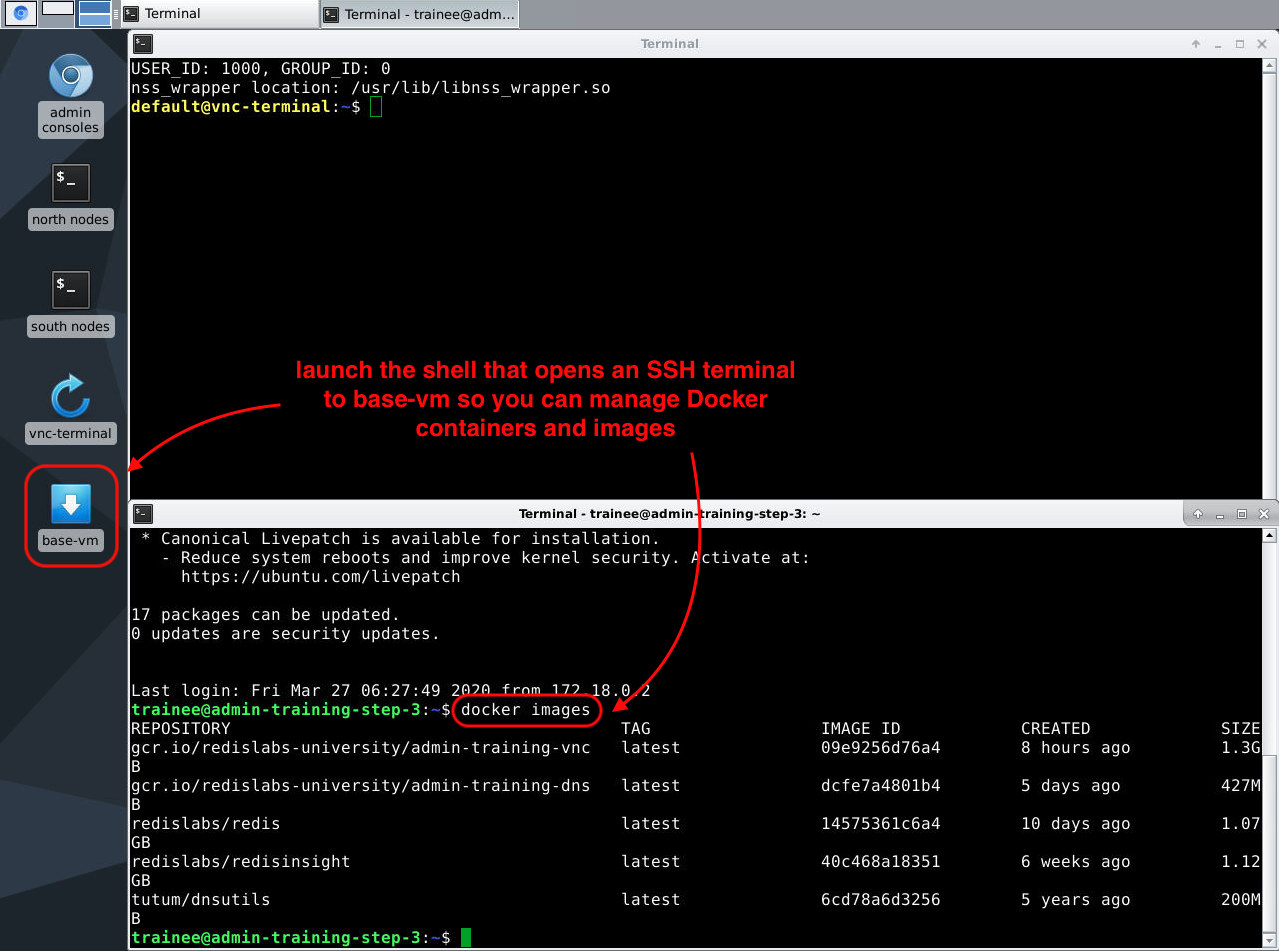 Terminal
Terminal - trainee@adm...
Terminal
USER_ID: 1000, GROUP_ID: 0
nss_wrapper location: /usr/lib/libnss_wrapper.so
default@vnc-terminal:~$
admin
consoles
$_
north nodes
$_
south nodes
vnc-terminal
base-vm
launch the shell that opens an SSH terminal
to base-vm so you can manage Docker
containers and images
Terminal - trainee@admin-training-step-3: ~
* Canonical Livepatch is available for installation.
- Reduce system reboots and improve kernel security. Activate at:
https://ubuntu.com/livepatch
17 packages can be updated.
0 updates are security updates.
Last login: Fri Mar 27 06:27:49 2020 from 172.18.0.2
trainee@admin-training-step-3:~$ docker images
REPOSITORY TAG IMAGE ID CREATED SIZE
gcr.io/redislabs-university/admin-training-vnc latest 09e9256d76a4 8 hours ago 1.3G
B
gcr.io/redislabs-university/admin-training-dns latest dcfe7a4801b4 5 days ago 427M
B
redislabs/redis latest 14575361c6a4 10 days ago 1.07
GB
redislabs/redisinsight latest 40c468a18351 6 weeks ago 1.12
GB
tutum/dnsutils latest 6cd78a6d3256 5 years ago 200M
B
trainee@admin-training-step-3:~$